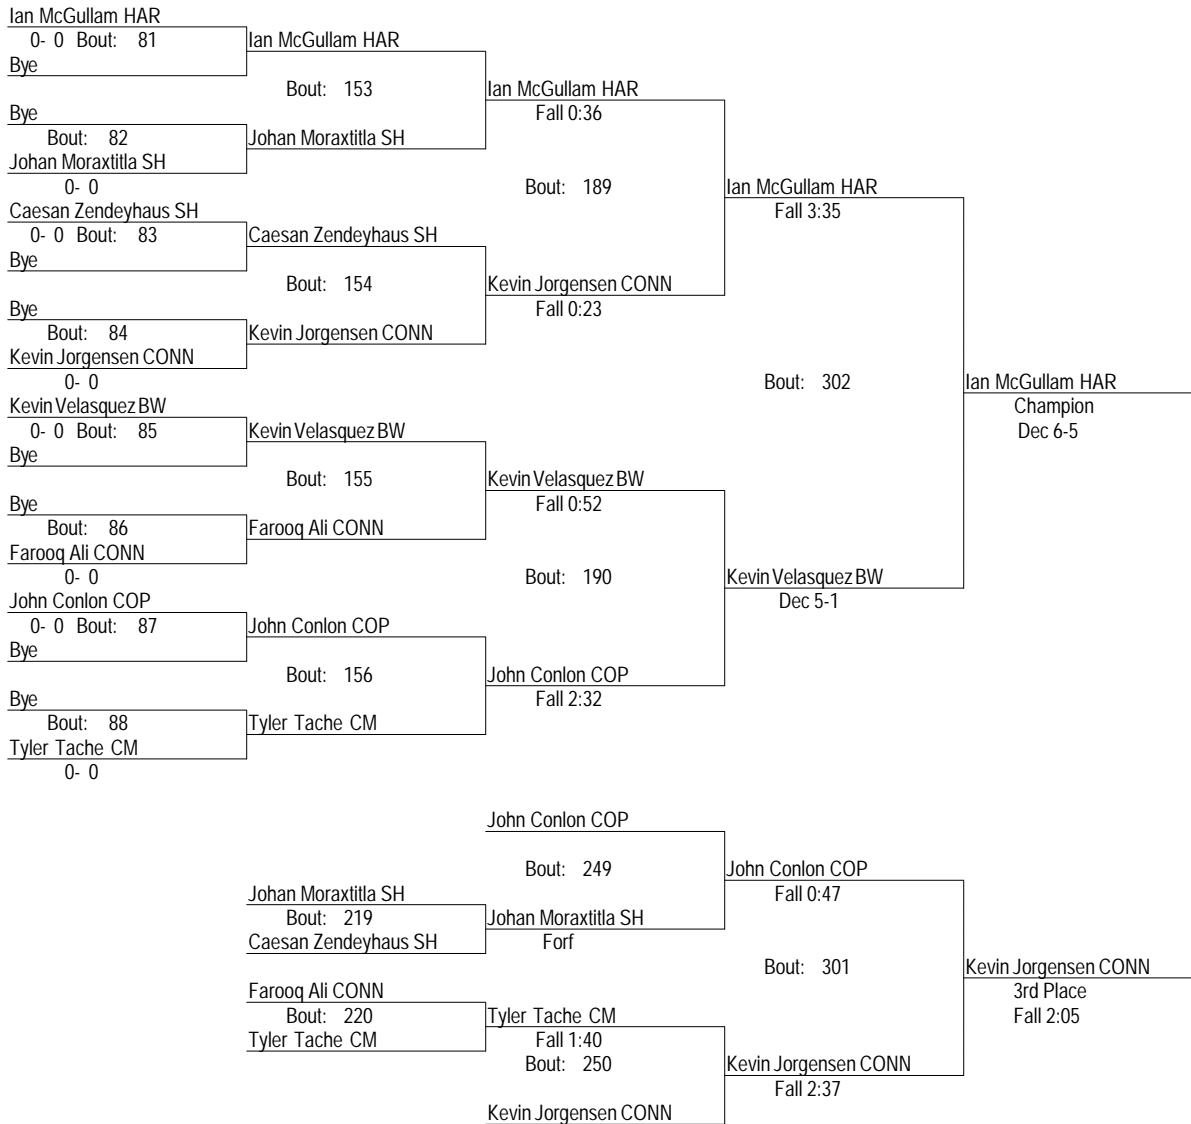 Ian McGullam HAR
0- 0 Bout: 81
Ian McGullam HAR
Bye
Bout: 153
Ian McGullam HAR
Bye
Fall 0:36
Bout: 82
Johan Moraxtitla SH
Johan Moraxtitla SH
0- 0
Bout: 189
Ian McGullam HAR
Caesan Zendeyhaus SH
Fall 3:35
0- 0 Bout: 83
Caesan Zendeyhaus SH
Bye
Bout: 154
Kevin Jorgensen CONN
Bye
Fall 0:23
Bout: 84
Kevin Jorgensen CONN
Kevin Jorgensen CONN
0- 0
Bout: 302
Ian McGullam HAR
Kevin Velasquez BW
Champion
0- 0 Bout: 85
Kevin Velasquez BW
Dec 6-5
Bye
Bout: 155
Kevin Velasquez BW
Bye
Fall 0:52
Bout: 86
Farooq Ali CONN
Farooq Ali CONN
0- 0
Bout: 190
Kevin Velasquez BW
John Conlon COP
Dec 5-1
0- 0 Bout: 87
John Conlon COP
Bye
Bout: 156
John Conlon COP
Bye
Fall 2:32
Bout: 88
Tyler Tache CM
Tyler Tache CM
0- 0
John Conlon COP
Bout: 249
John Conlon COP
Johan Moraxtitla SH
Fall 0:47
Bout: 219
Johan Moraxtitla SH
Caesan Zendeyhaus SH
Forf
Bout: 301
Kevin Jorgensen CONN
Farooq Ali CONN
3rd Place
Bout: 220
Tyler Tache CM
Fall 2:05
Tyler Tache CM
Fall 1:40
Bout: 250
Kevin Jorgensen CONN
Fall 2:37
Kevin Jorgensen CONN